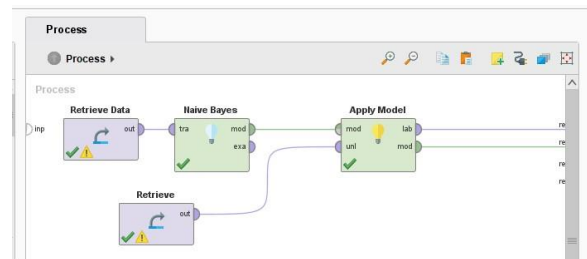 Process
Process
Process
Retrieve Data
Naive Bayes
Apply Model
inp
out
tra
mod
mod
lab
exa
unl
mod
re
re
re
re
Retrieve
out